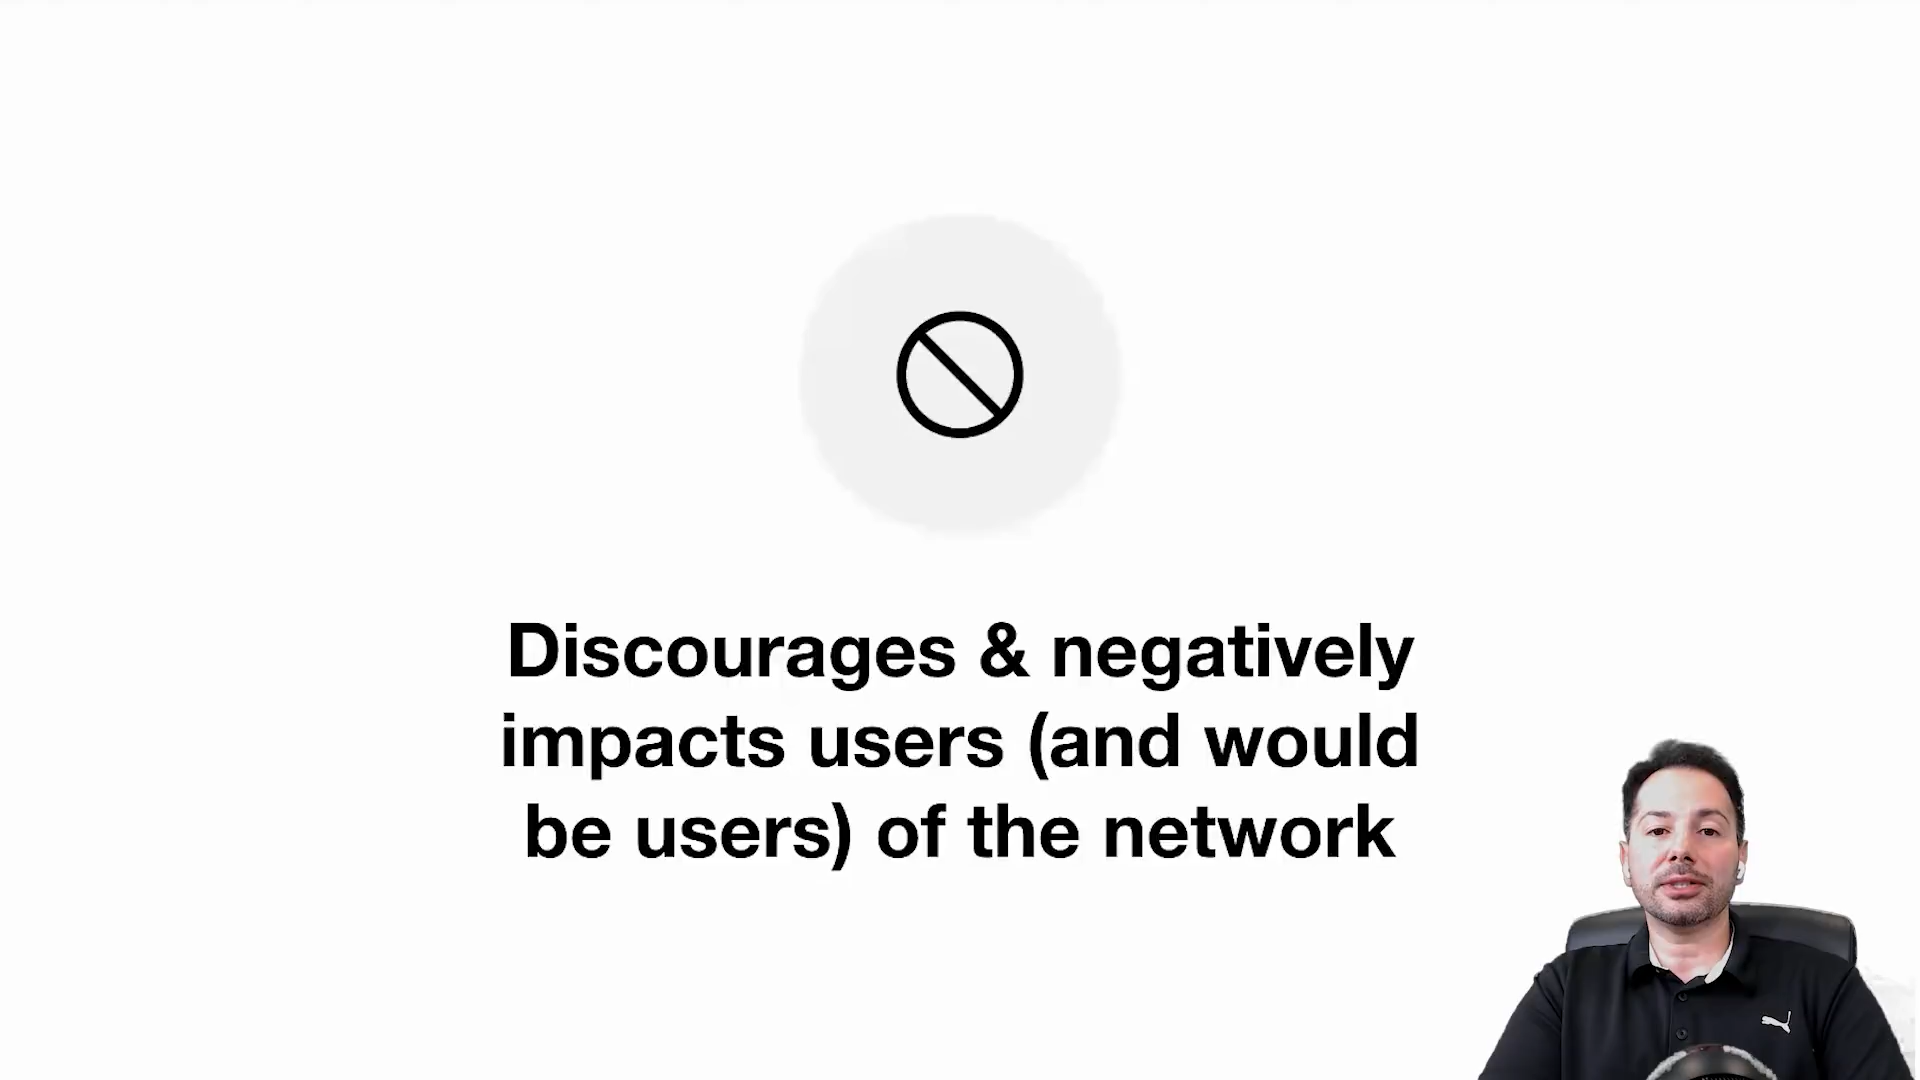 Discourages & negatively
impacts users (and would
be users) of the network